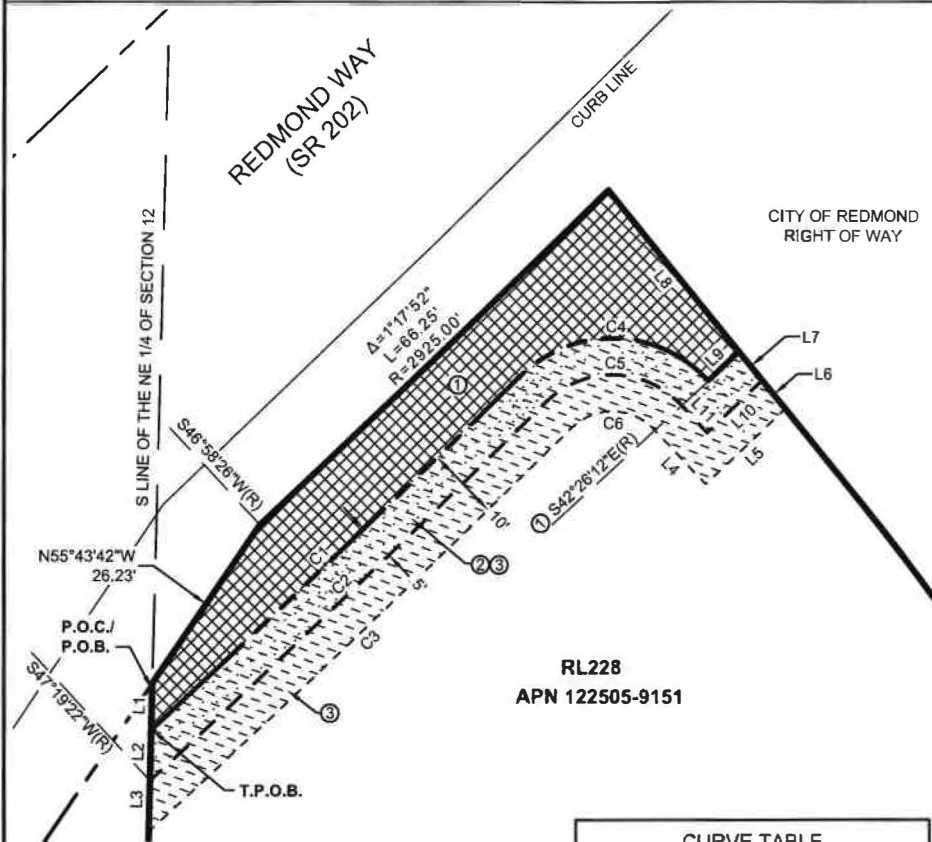 REDMOND WAY
(SR 202)
CURB LINE
CITY OF REDMOND
RIGHT OF WAY
S LINE OF THE NE 1/4 OF SECTION 12
Δ=1°17'52"
L=66.25'
R=2925.00'
①
L8
C4
L9
L7
L6
C5
L11
L10
C6
L4
L5
S46°58'26"W(R)
① S42°26'12"E(R)
10'
N55°43'42"W
26.23'
C1
②③
C2
5'
C3
P.O.C./
P.O.B.
L1
S47°19'22"W(R)
RL228
APN 122505-9151
③
L2
T.P.O.B.
L3
CURVE TABLE